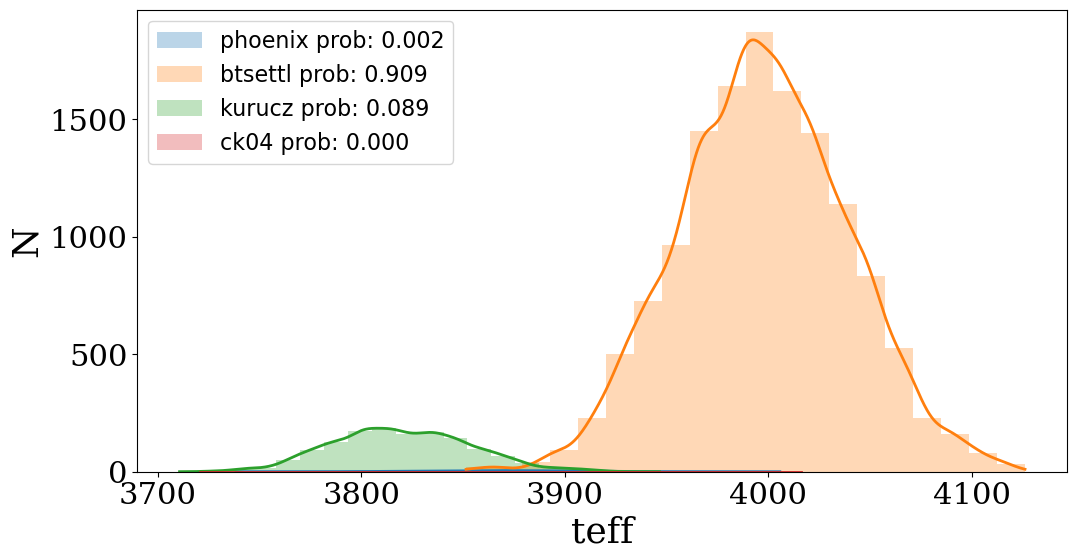 phoenix prob: 0.002
btsettl prob: 0.909
kurucz prob: 0.089
ck04 prob: 0.000
N
1500
1000
500
0
3700 3800 3900 4000 4100
teff